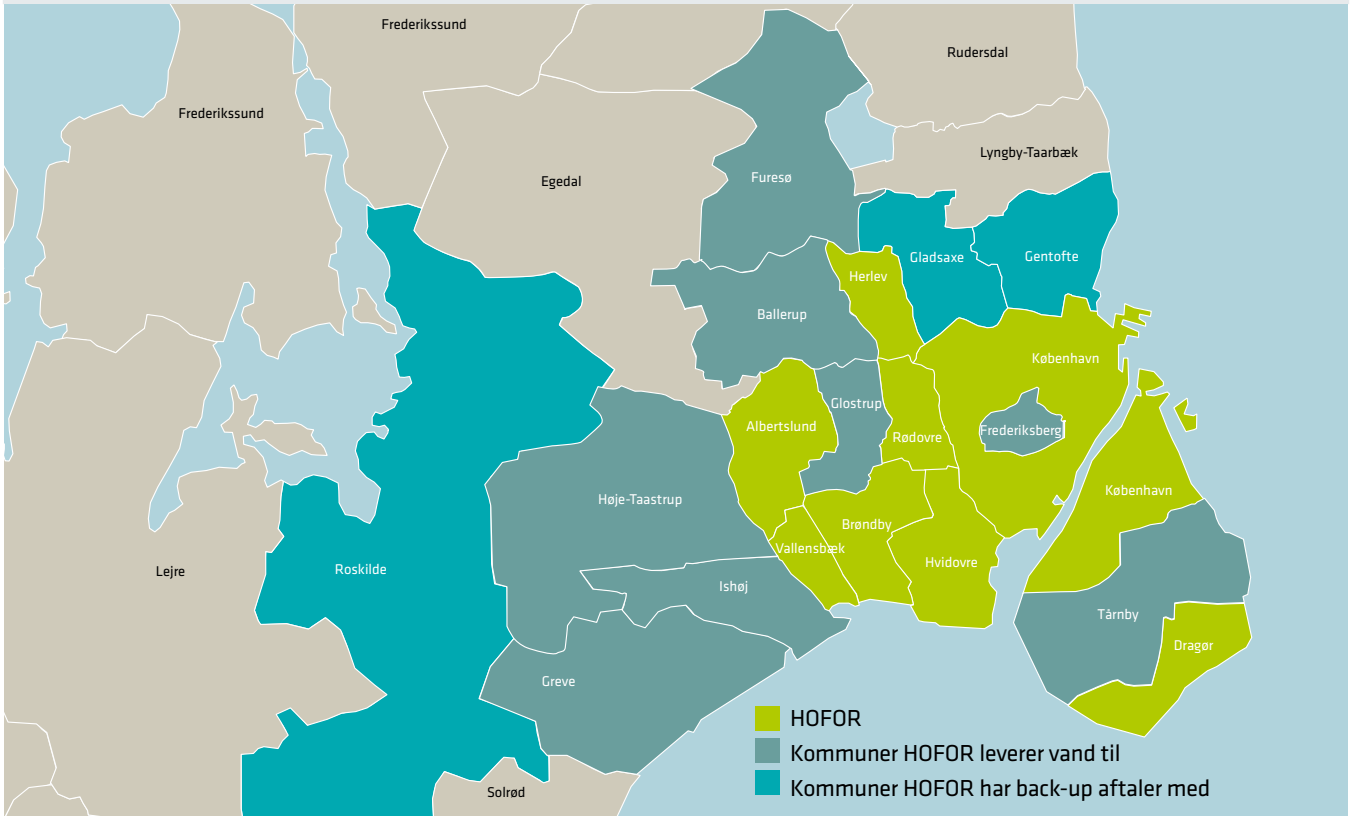 Frederikssund
Rudersdal
Frederikssund
Lyngby-Taarbæk
Egedal
Furesø
Gladsaxe
Gentofte
Herlev
Ballerup
København
Glostrup
Albertslund
Rødovre
Frederiksberg
København
Høje-Taastrup
Brøndby
Vallensbæk
Hvidovre
Lejre
Roskilde
Ishøj
Tårnby
Dragør
Greve
HOFOR
Kommuner HOFOR leverer vand til
Kommuner HOFOR har back-up aftaler med
Solrød